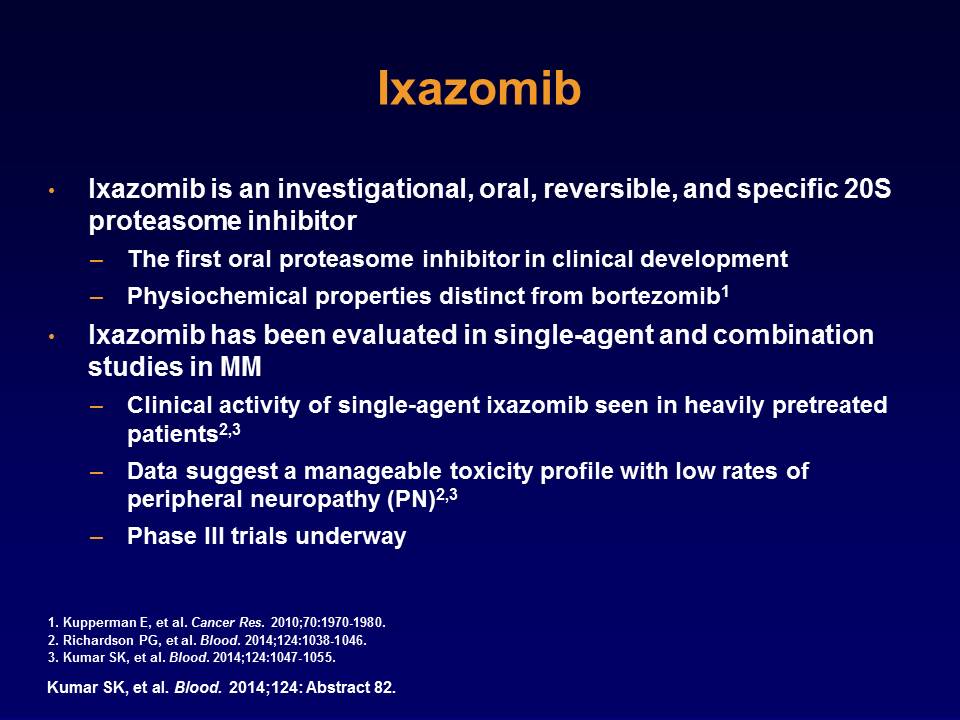 Ixazomib
• Ixazomib is an investigational, oral, reversible, and specific 20S
proteasome inhibitor
– The first oral proteasome inhibitor in clinical development
– Physiochemical properties distinct from bortezomib1
• Ixazomib has been evaluated in single-agent and combination
studies in MM
– Clinical activity of single-agent ixazomib seen in heavily pretreated
patients2,3
– Data suggest a manageable toxicity profile with low rates of
peripheral neuropathy (PN)2,3
– Phase III trials underway
1. Kupperman E, et al. Cancer Res. 2010;70:1970-1980.
2. Richardson PG, et al. Blood. 2014;124:1038-1046.
3. Kumar SK, et al. Blood. 2014;124:1047-1055.
Kumar SK, et al. Blood. 2014;124: Abstract 82.